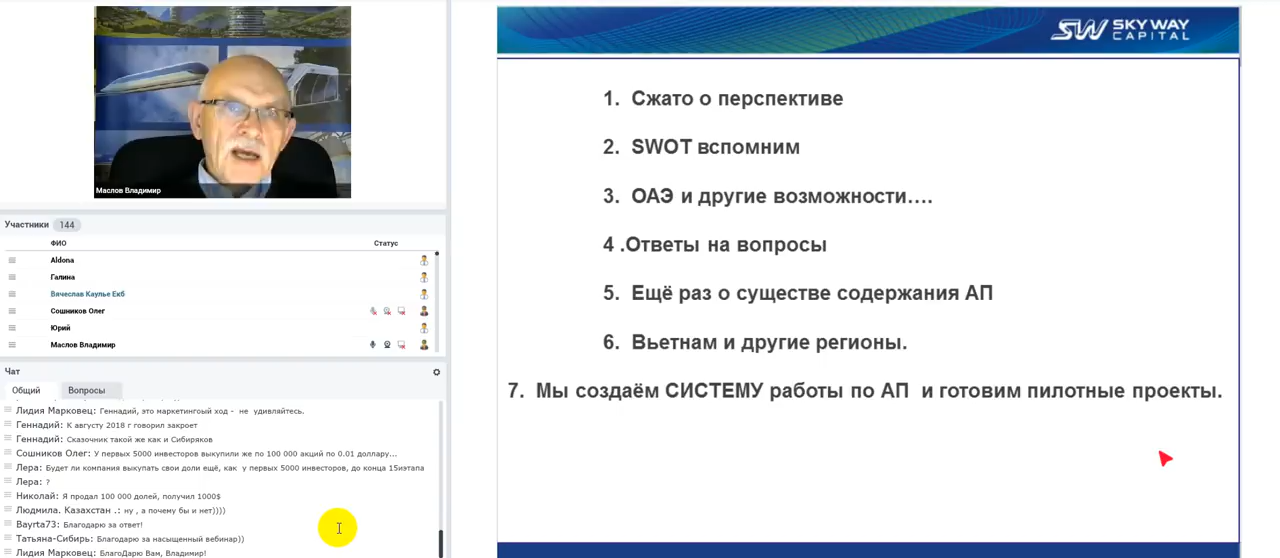 Маслов Владимир
Участники 144
ФИО Статус
Aldona
Галина
Вячеслав Каулье Екб
Сошников Олег
Юрий
Маслов Владимир
Чат
Общий Вопросы
Лидия Марковец: Геннадий, это маркетингоый ход - не удивляйтесь.
Геннадий: К августу 2018 г говорил закроет
Геннадий: Сказочник такой же как и Сибиряков
Сошников Олег: У первых 5000 инвесторов выкупили же по 100 000 акций по 0.01 доллару...
Лера: Будет ли компания выкупать свои доли ещё, как у первых 5000 инвесторов, до конца 15иэтапа
Лера: ?
Николай: Я продал 100 000 долей, получил 1000$
Людмила. Казахстан .: ну , а почему бы и нет))))
Bayrta73: Благодарю за ответ!
Татьяна-Сибирь: Благодарю за насыщенный вебинар))
Лидия Марковец: БлагоДарю Вам, Владимир!
SW SKY WAY
CAPITAL
1. Сжато о перспективе
2. SWOT вспомним
3. ОАЭ и другие возможности....
4 .Ответы на вопросы
5. Ещё раз о существе содержания АП
6. Вьетнам и другие регионы.
7. Мы создаём СИСТЕМУ работы по АП и готовим пилотные проекты.